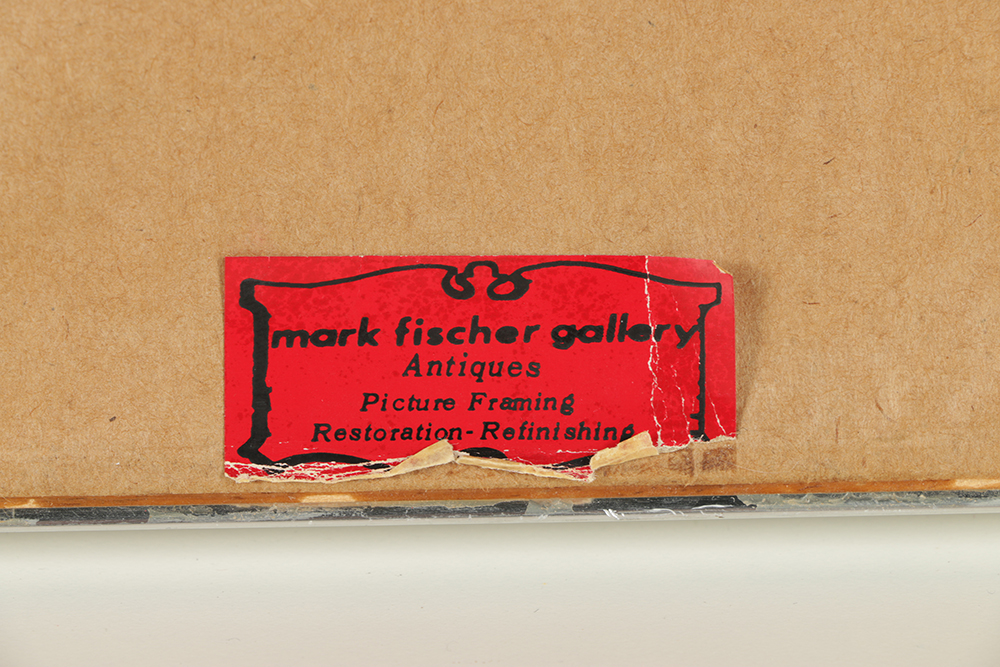 mark fischer gallery
Antiques
Picture Framing
Restoration-Refinishing